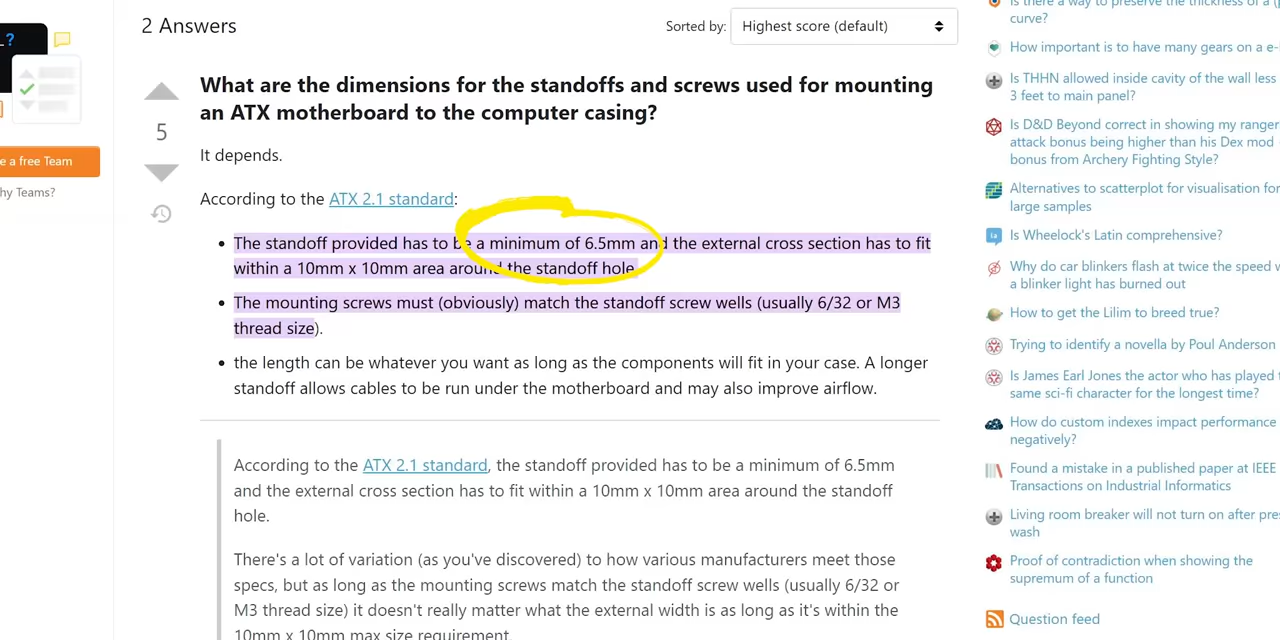 ?
e a free Team
hy Teams?
2 Answers
Sorted by:
Highest score (default)
5
What are the dimensions for the standoffs and screws used for mounting
an ATX motherboard to the computer casing?
It depends.
According to the ATX 2.1 standard:
• The standoff provided has to be a minimum of 6.5mm and the external cross section has to fit
within a 10mm x 10mm area around the standoff hole.
• The mounting screws must (obviously) match the standoff screw wells (usually 6/32 or M3
thread size).
• the length can be whatever you want as long as the components will fit in your case. A longer
standoff allows cables to be run under the motherboard and may also improve airflow.
According to the ATX 2.1 standard, the standoff provided has to be a minimum of 6.5mm
and the external cross section has to fit within a 10mm x 10mm area around the standoff
hole.
There's a lot of variation (as you've discovered) to how various manufacturers meet those
specs, but as long as the mounting screws match the standoff screw wells (usually 6/32 or
M3 thread size) it doesn't really matter what the external width is as long as it's within the
10mm x 10mm max size requirement.
Is there a way to preserve the thickness of a
curve?
How important is to have many gears on a e-
Is THHN allowed inside cavity of the wall less
3 feet to main panel?
Is D&D Beyond correct in showing my ranger
attack bonus being higher than his Dex mod
bonus from Archery Fighting Style?
Alternatives to scatterplot for visualisation for
large samples
Is Wheelock's Latin comprehensive?
Why do car blinkers flash at twice the speed w
a blinker light has burned out
How to get the Lilim to breed true?
Trying to identify a novella by Poul Anderson
Is James Earl Jones the actor who has played t
same sci-fi character for the longest time?
How do custom indexes impact performance
negatively?
Found a mistake in a published paper at IEEE
Transactions on Industrial Informatics
Living room breaker will not turn on after pres
wash
Proof of contradiction when showing the
supremum of a function
Question feed